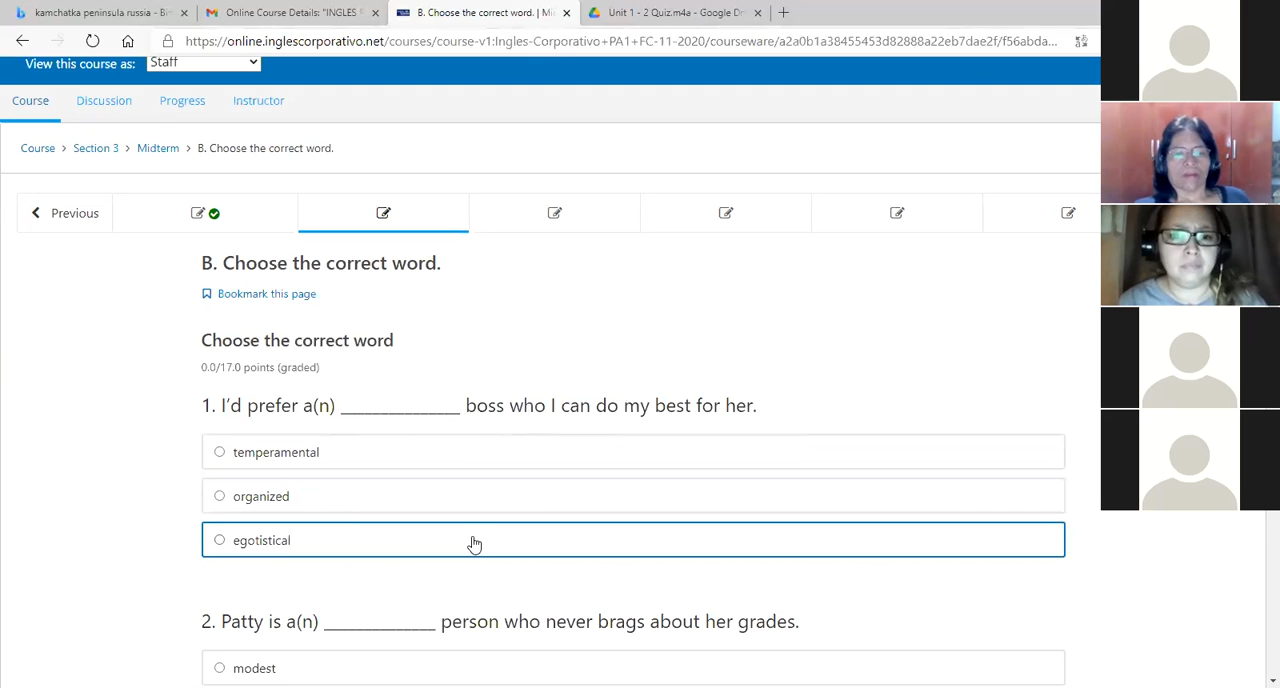 kamchatka peninsula russia - Bin
Online Course Details: "INGLES
B. Choose the correct word. | Mi
Unit 1 - 2 Quiz.m4a - Google Dr
https://online.inglescorporativo.net/courses/course-v1:Ingles-Corporativo+PA1+FC-11-2020/courseware/a2a0b1a38455453d82888a22eb7dae2f/f56abda...
View this course as: Staff
Course Discussion Progress Instructor
Course > Section 3 > Midterm > B. Choose the correct word.
Previous
B. Choose the correct word.
Bookmark this page
Choose the correct word
0.0/17.0 points (graded)
1. I'd prefer a(n) ______________ boss who I can do my best for her.
temperamental
organized
egotistical
2. Patty is a(n) _____________ person who never brags about her grades.
modest